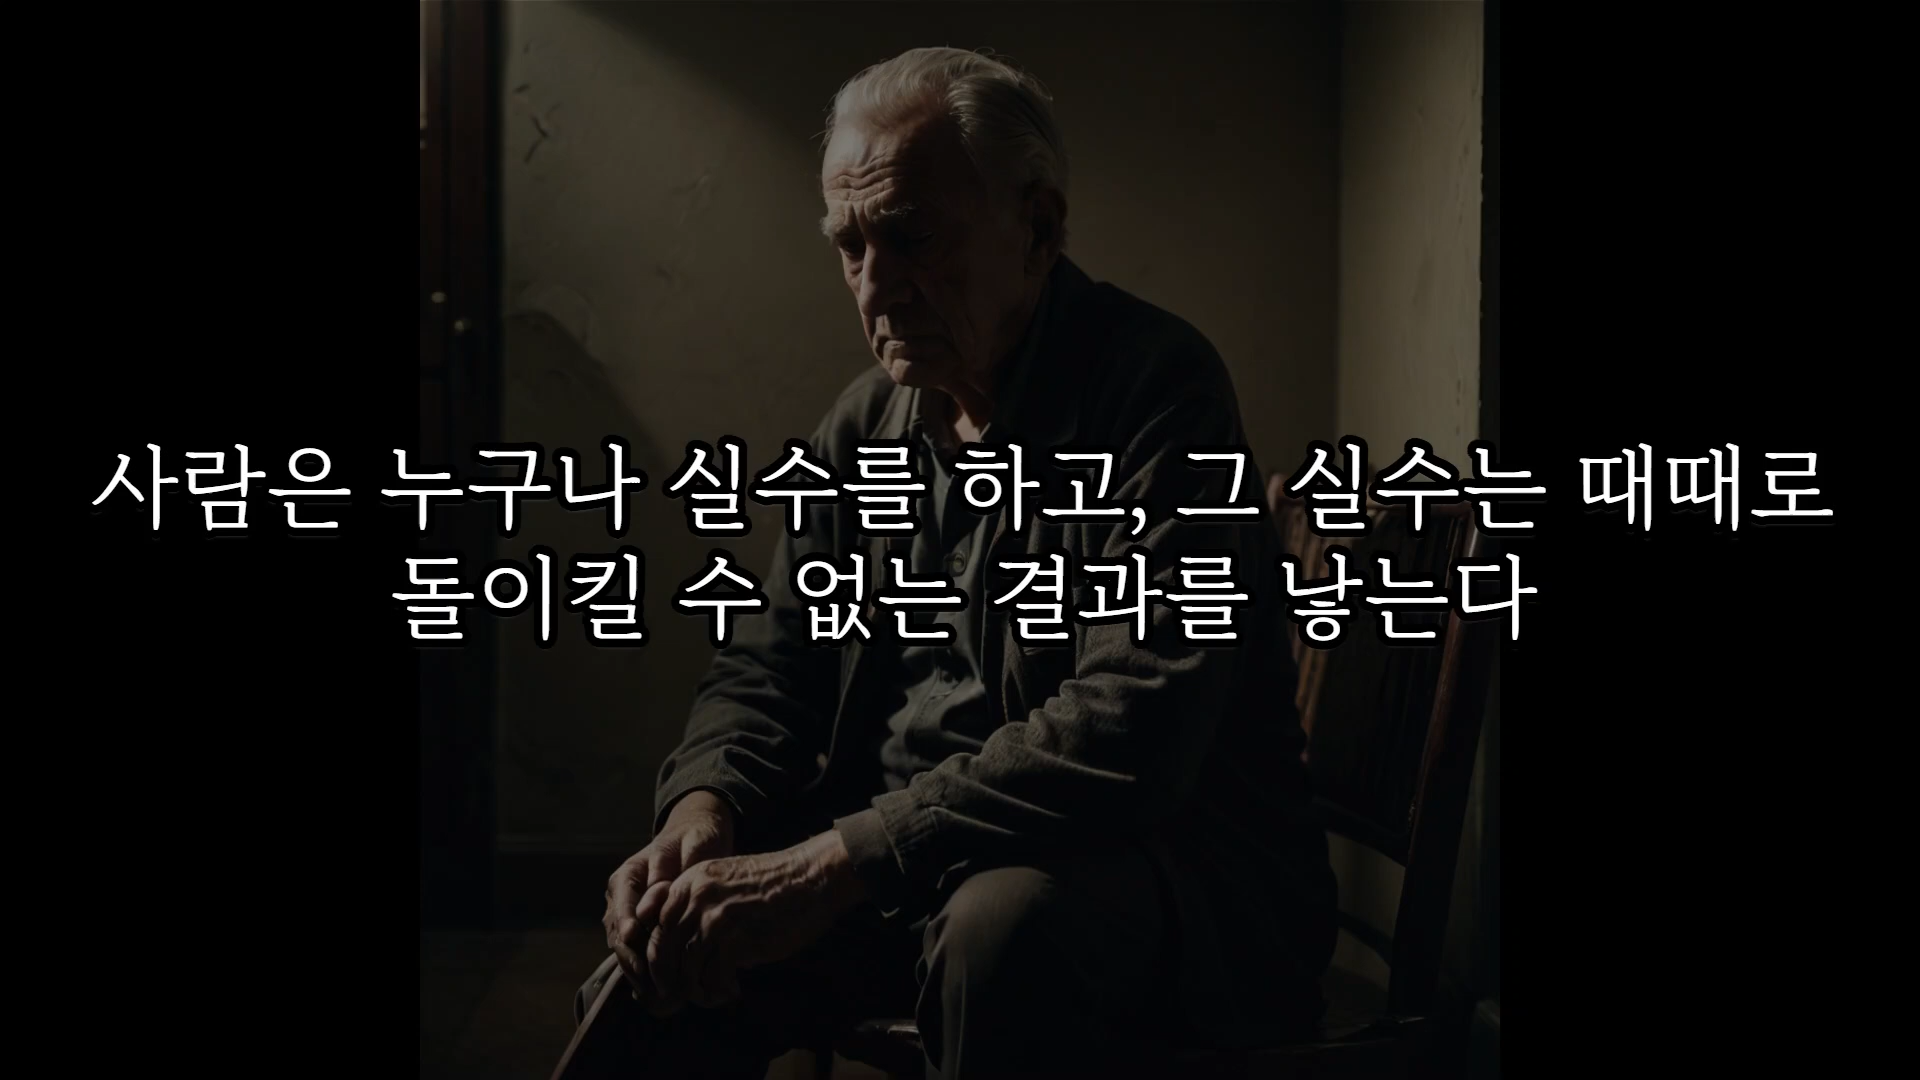 사람은 누구나 실수를 하고, 그 실수는 때때로
돌이킬 수 없는 결과를 낳는다